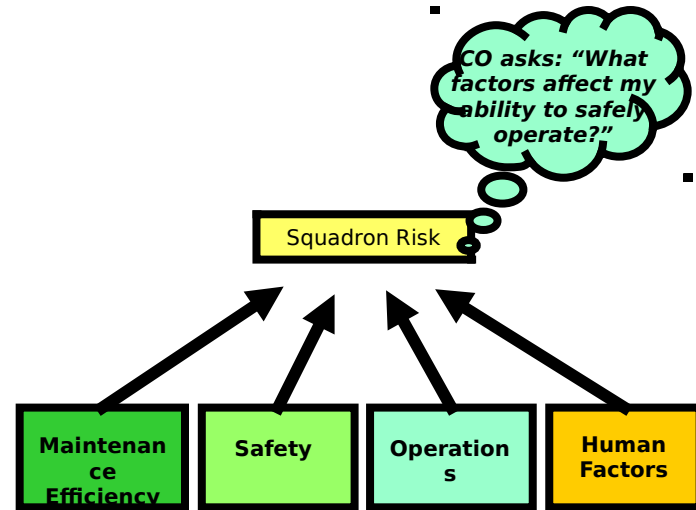 CO asks: “What
factors affect my
ability to safely
operate?”
Squadron Risk
Maintenan
ce
Efficiency
Safety
Operation
s
Human
Factors